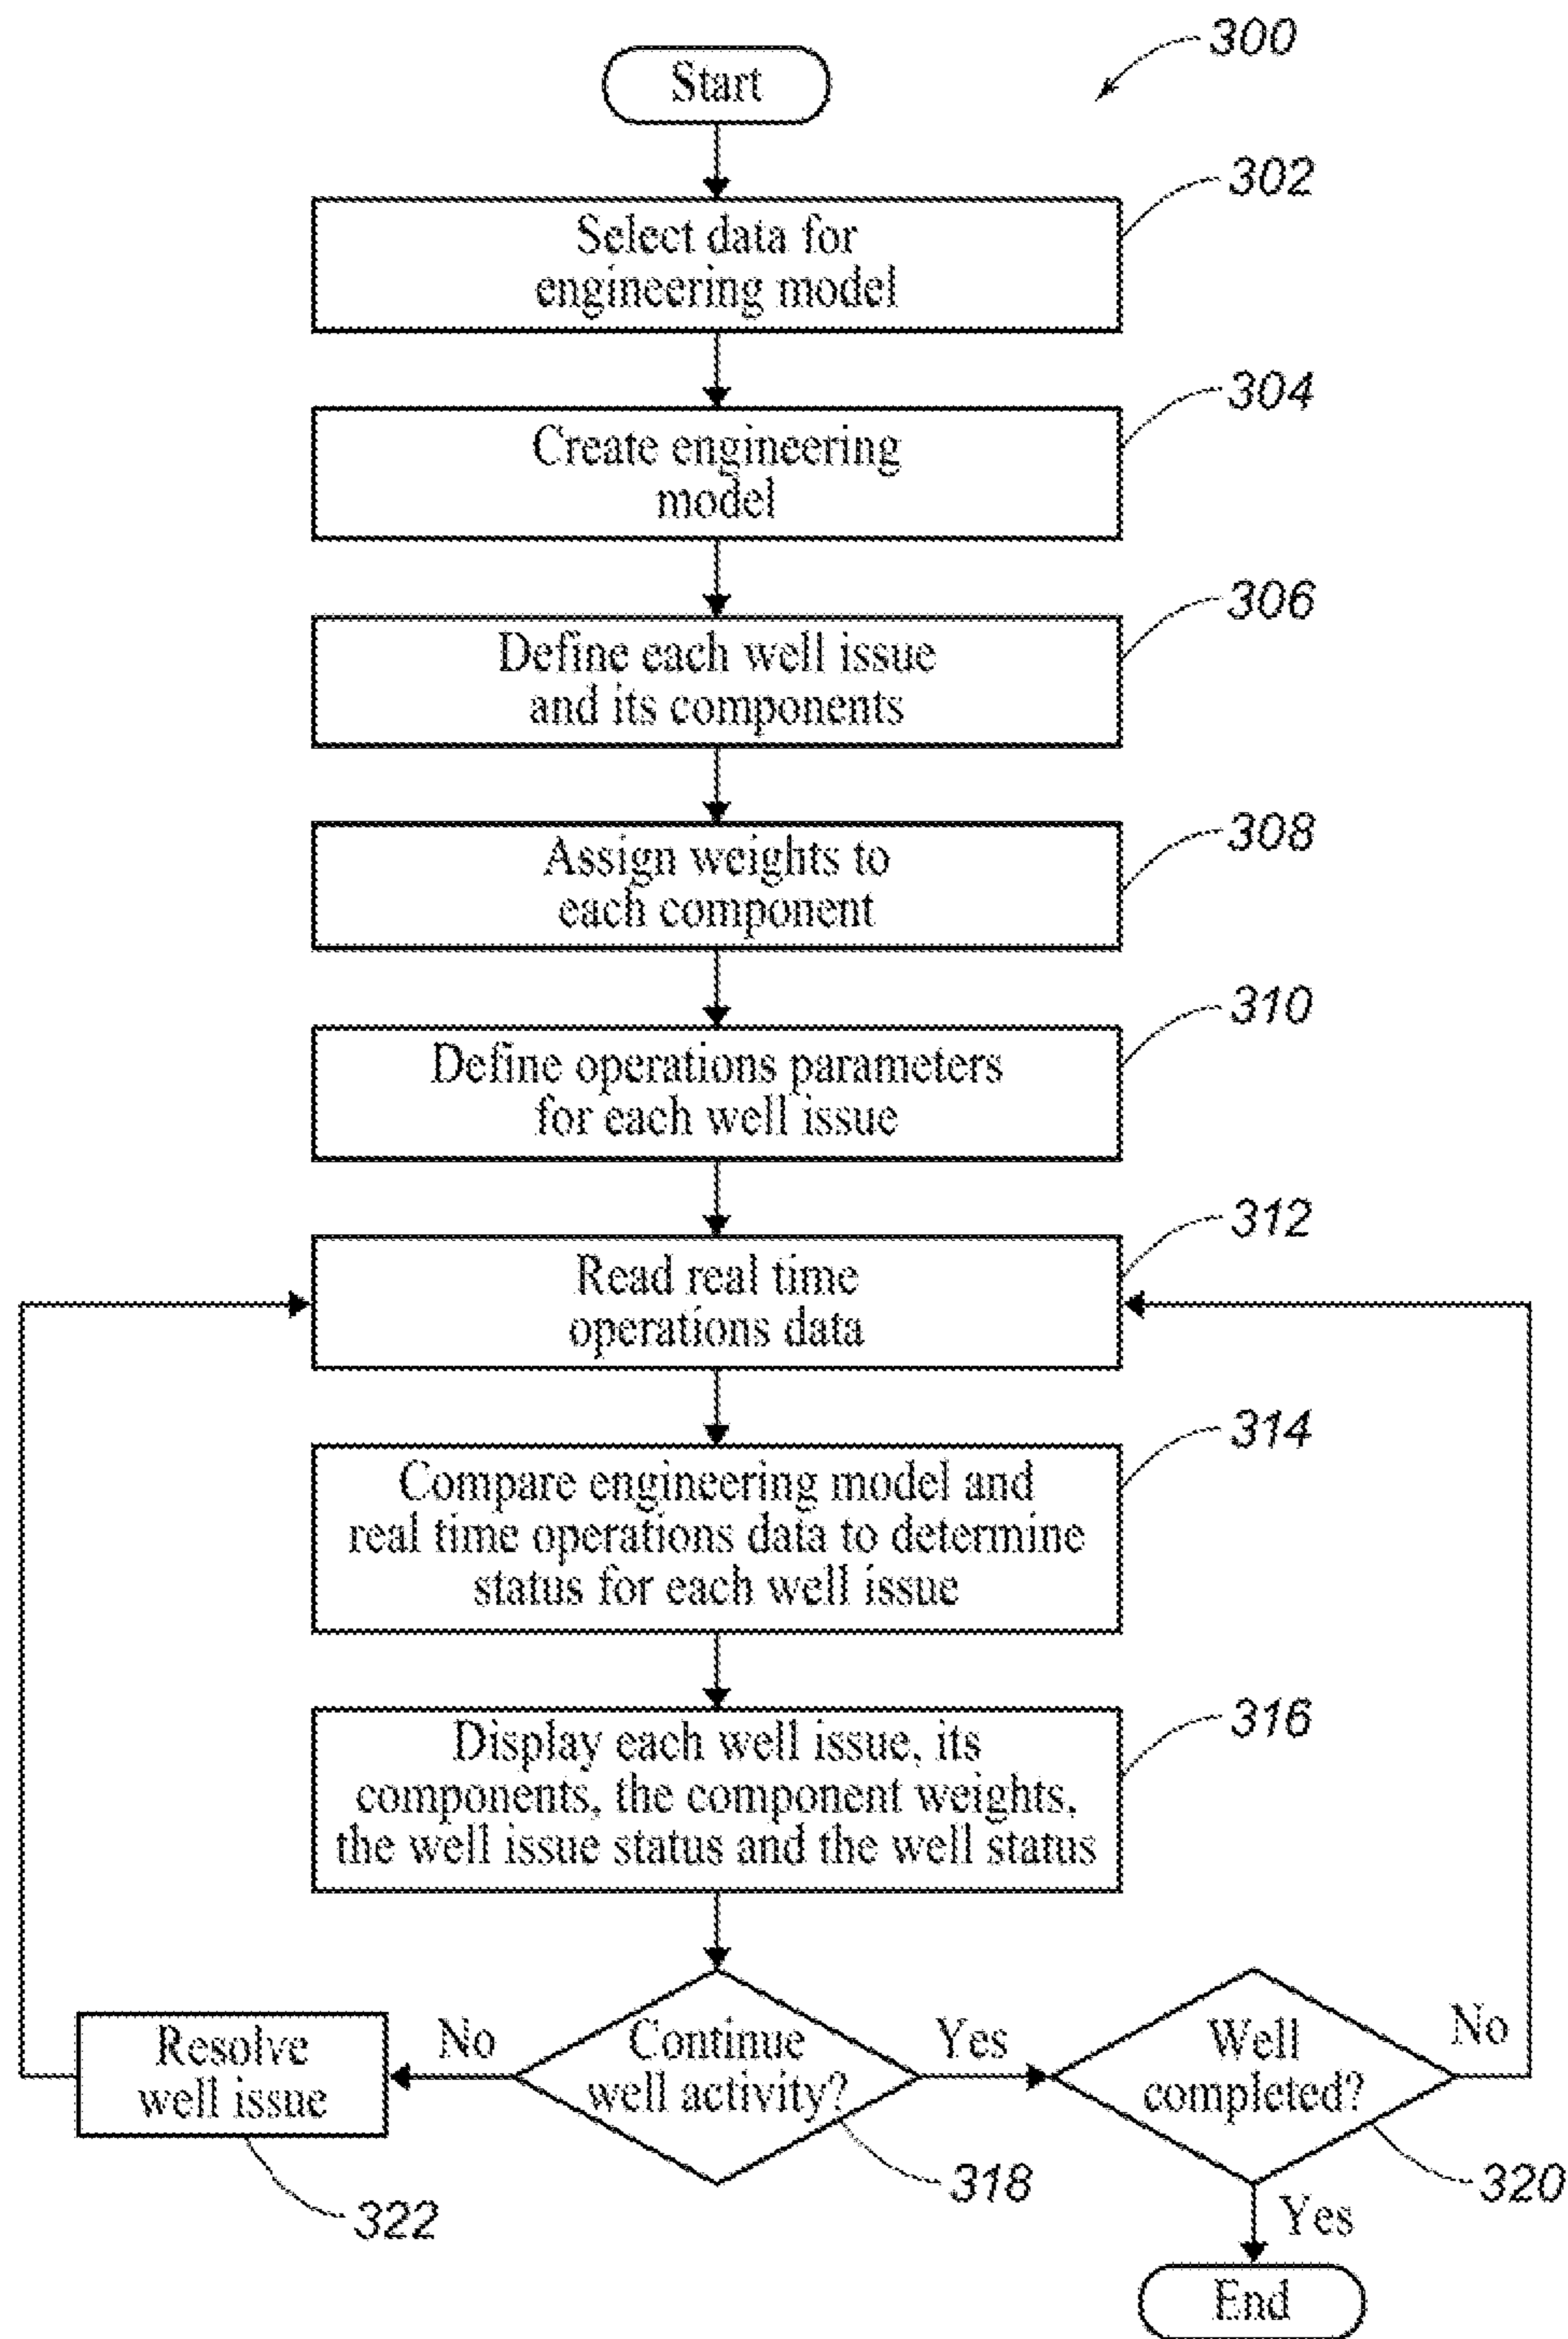 300
Start
302
Select data for
engineering model
304
Create engineering
model
306
Define each well issue
and its components
308
Assign weights to
each component
310
Define operations parameters
for each well issue
312
Read real time
operations data
314
Compare engineering model and
real time operations data to determine
status for each well issue
316
Display each well issue, its
components, the component weights,
the well issue status and the well status
Resolve
well issue
No
Continue
well activity?
Yes
Well
completed?
No
322
318
320
Yes
End